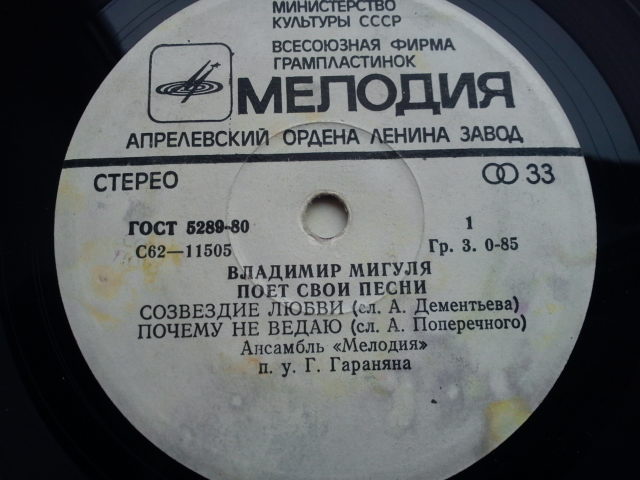 МИНИСТЕРСТВО
КУЛЬТУРЫ СССР
ВСЕСОЮЗНАЯ ФИРМА
ГРАМПЛАСТИНОК
МЕЛОДИЯ
АПРЕЛЕВСКИЙ ОРДЕНА ЛЕНИНА ЗАВОД
СТЕРЕО 33
ГОСТ 5289-80 1
С62—11505 Гр. 3. 0-85
ВЛАДИМИР МИГУЛЯ
ПОЕТ СВОИ ПЕСНИ
СОЗВЕЗДИЕ ЛЮБВИ (сл. А. Дементьева)
ПОЧЕМУ НЕ ВЕДАЮ (сл. А. Поперечного)
Ансамбль «Мелодия»
п. у. Г. Гараняна